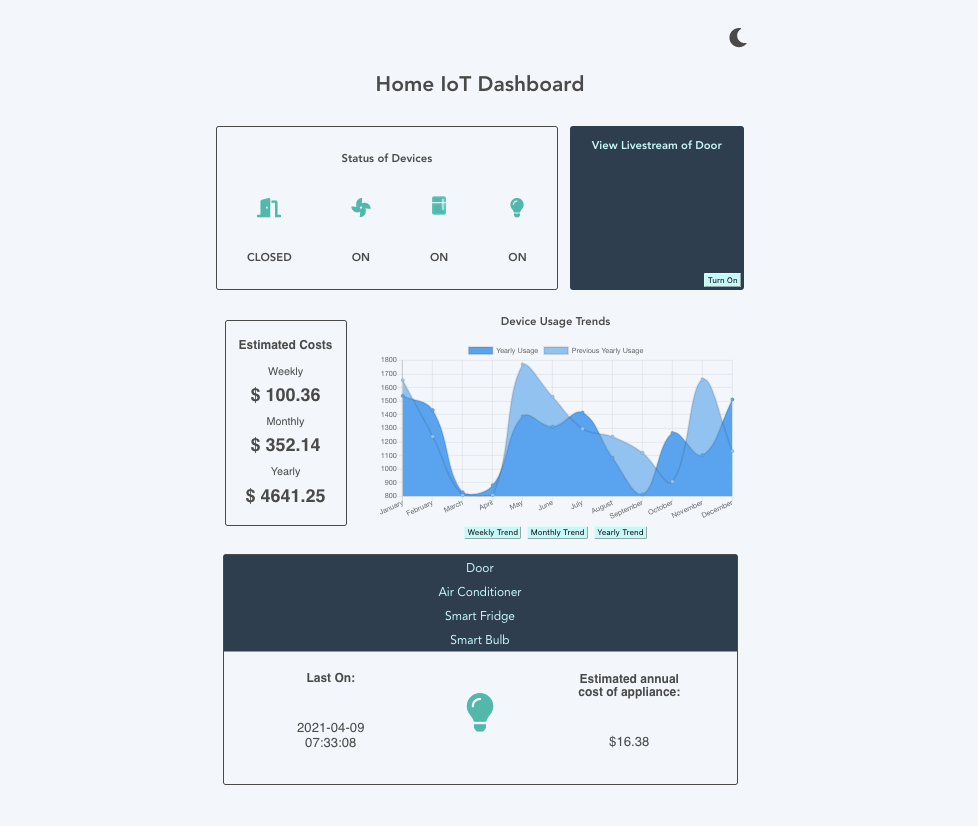 Home IoT Dashboard
Status of Devices
CLOSED
ON
ON
ON
View Livestream of Door
Turn On
Estimated Costs
Weekly
$ 100.36
Monthly
$ 352.14
Yearly
$ 4641.25
Device Usage Trends
Yearly Usage
Previous Yearly Usage
1800
1700
1600
1500
1400
1300
1200
1100
1000
900
800
January
February
March
April
May
June
July
August
September
October
November
December
Weekly Trend
Monthly Trend
Yearly Trend
Door
Air Conditioner
Smart Fridge
Smart Bulb
Last On:
2021-04-09
07:33:08
Estimated annual
cost of appliance:
$16.38